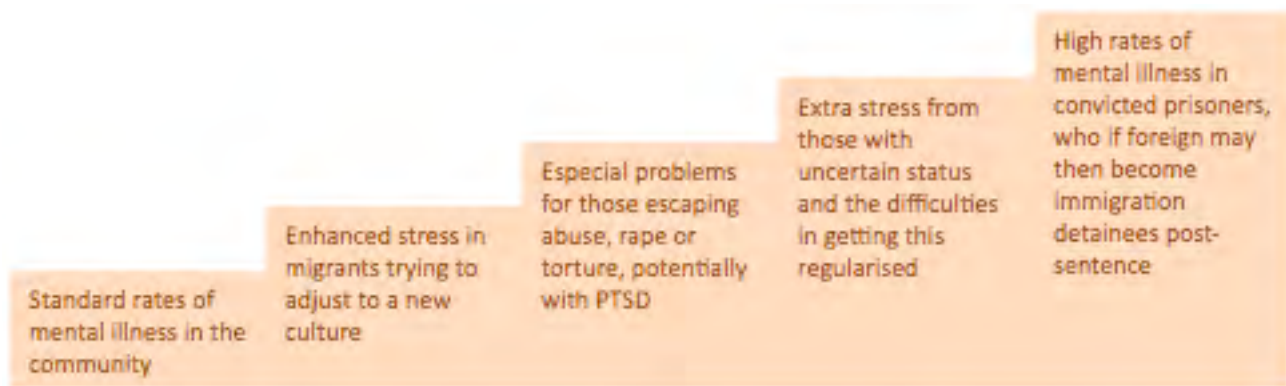 Standard rates of
mental illness in the
community
Enhanced stress in
migrants trying to
adjust to a new
culture
Especial problems
for those escaping
abuse, rape or
torture, potentially
with PTSD
Extra stress from
those with
uncertain status
and the difficulties
in getting this
regularised
High rates of
mental illness in
convicted prisoners,
who if foreign may
then become
immigration
detainees post-
sentence